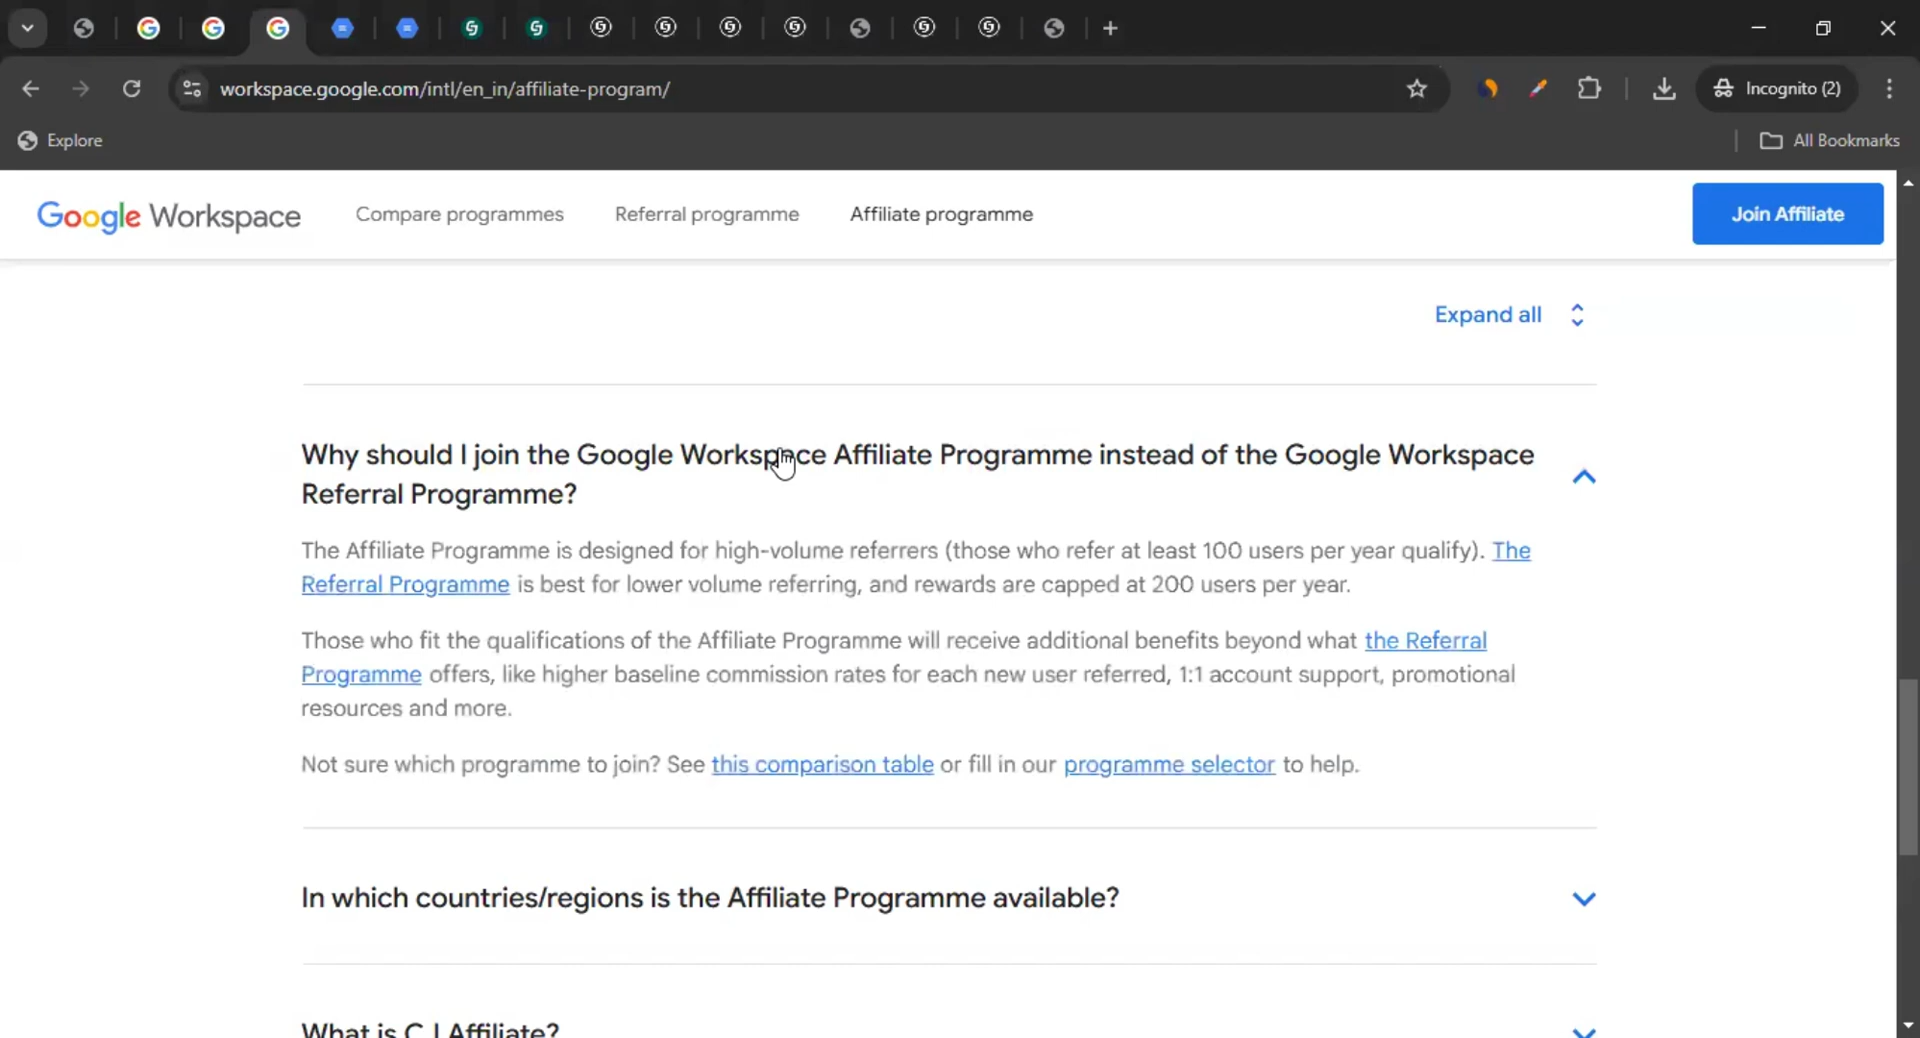 workspace.google.com/intl/en_in/affiliate-program/
Incognito (2)
Explore
All Bookmarks
Google Workspace
Compare programmes
Referral programme
Affiliate programme
Join Affiliate
Expand all
Why should I join the Google Workspace Affiliate Programme instead of the Google Workspace
Referral Programme?
The Affiliate Programme is designed for high-volume referrers (those who refer at least 100 users per year qualify). The
Referral Programme is best for lower volume referring, and rewards are capped at 200 users per year.
Those who fit the qualifications of the Affiliate Programme will receive additional benefits beyond what the Referral
Programme offers, like higher baseline commission rates for each new user referred, 1:1 account support, promotional
resources and more.
Not sure which programme to join? See this comparison table or fill in our programme selector to help.
In which countries/regions is the Affiliate Programme available?
What is CJ Affiliate?